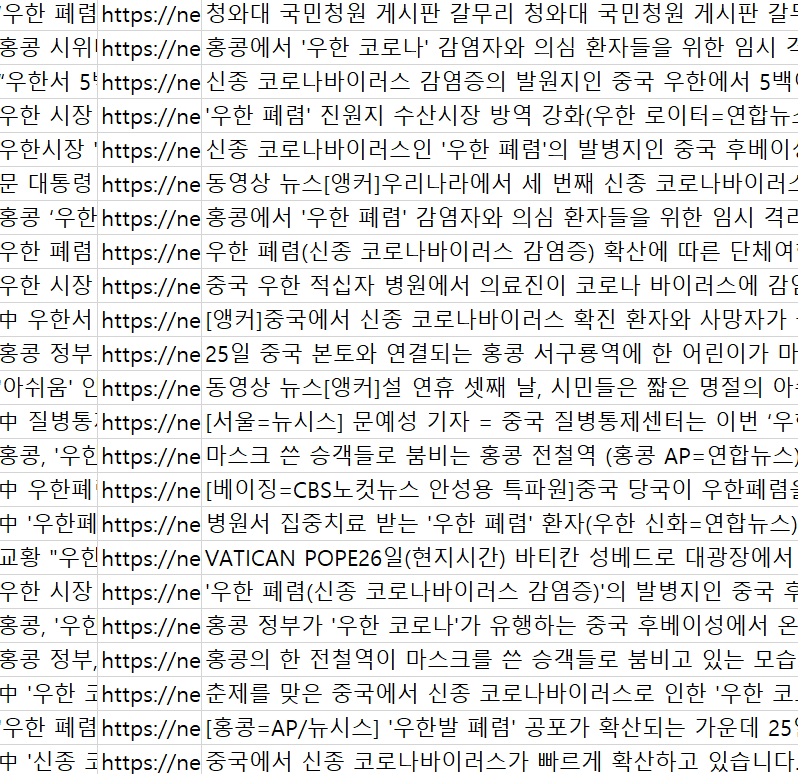 '우한 폐렴 https://ne 청와대 국민청원 게시판 갈무리 청와대 국민청원 게시판 갈무
홍콩 시위 https://ne 홍콩에서 '우한 코로나' 감염자와 의심 환자들을 위한 임시 격
"우한서 5백 https://ne 신종 코로나바이러스 감염증의 발원지인 중국 우한에서 5백
우한 시장 https://ne '우한 폐렴' 진원지 수산시장 방역 강화(우한 로이터=연합뉴스
우한시장 ' https://ne 신종 코로나바이러스인 '우한 폐렴'의 발병지인 중국 후베이성
문 대통령 https://ne 동영상 뉴스[앵커]우리나라에서 세 번째 신종 코로나바이러스
홍콩 '우한 https://ne 홍콩에서 '우한 폐렴' 감염자와 의심 환자들을 위한 임시 격리
우한 폐렴 https://ne 우한 폐렴(신종 코로나바이러스 감염증) 확산에 따른 단체여행
우한 시장 https://ne 중국 우한 적십자 병원에서 의료진이 코로나 바이러스에 감염
中 우한서 https://ne [앵커]중국에서 신종 코로나바이러스 확진 환자와 사망자가
홍콩 정부 https://ne 25일 중국 본토와 연결되는 홍콩 서구룡역에 한 어린이가 마
'아쉬움' 안 https://ne 동영상 뉴스[앵커]설 연휴 셋째 날, 시민들은 짧은 명절의 아쉬
中 질병통제 https://ne [서울=뉴시스] 문예성 기자 = 중국 질병통제센터는 이번 '우한
홍콩, '우한 https://ne 마스크 쓴 승객들로 붐비는 홍콩 전철역 (홍콩 AP=연합뉴스)
中 우한폐렴 https://ne [베이징=CBS노컷뉴스 안성용 특파원]중국 당국이 우한폐렴을
中 '우한폐 https://ne 병원서 집중치료 받는 '우한 폐렴' 환자(우한 신화=연합뉴스)
교황 "우한 https://ne VATICAN POPE26일(현지시간) 바티칸 성베드로 대광장에서
우한 시장 https://ne '우한 폐렴(신종 코로나바이러스 감염증)'의 발병지인 중국 후
홍콩, '우한 https://ne 홍콩 정부가 '우한 코로나'가 유행하는 중국 후베이성에서 온
홍콩 정부, https://ne 홍콩의 한 전철역이 마스크를 쓴 승객들로 붐비고 있는 모습
中 '우한 코 https://ne 춘제를 맞은 중국에서 신종 코로나바이러스로 인한 '우한 코
'우한 폐렴 https://ne [홍콩=AP/뉴시스] '우한발 폐렴' 공포가 확산되는 가운데 25일
中 '신종 코 https://ne 중국에서 신종 코로나바이러스가 빠르게 확산하고 있습니다.